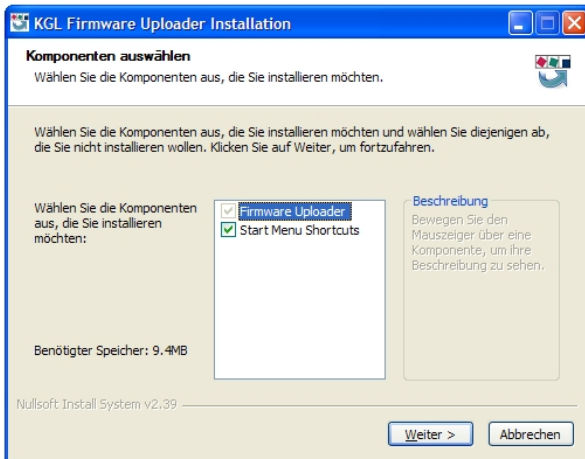 KGL Firmware Uploader Installation
Komponenten auswählen
Wählen Sie die Komponenten aus, die Sie installieren möchten.
Wählen Sie die Komponenten aus, die Sie installieren möchten und wählen Sie diejenigen ab,
die Sie nicht installieren wollen. Klicken Sie auf Weiter, um fortzufahren.
Wählen Sie die Komponenten
aus, die Sie installieren
möchten:
Firmware Uploader
Start Menu Shortcuts
Beschreibung
Bewegen Sie den
Mauszeiger über eine
Komponente, um ihre
Beschreibung zu sehen.
Benötigter Speicher: 9.4MB
Nullsoft Install System v2.39
Weiter >
Abbrechen